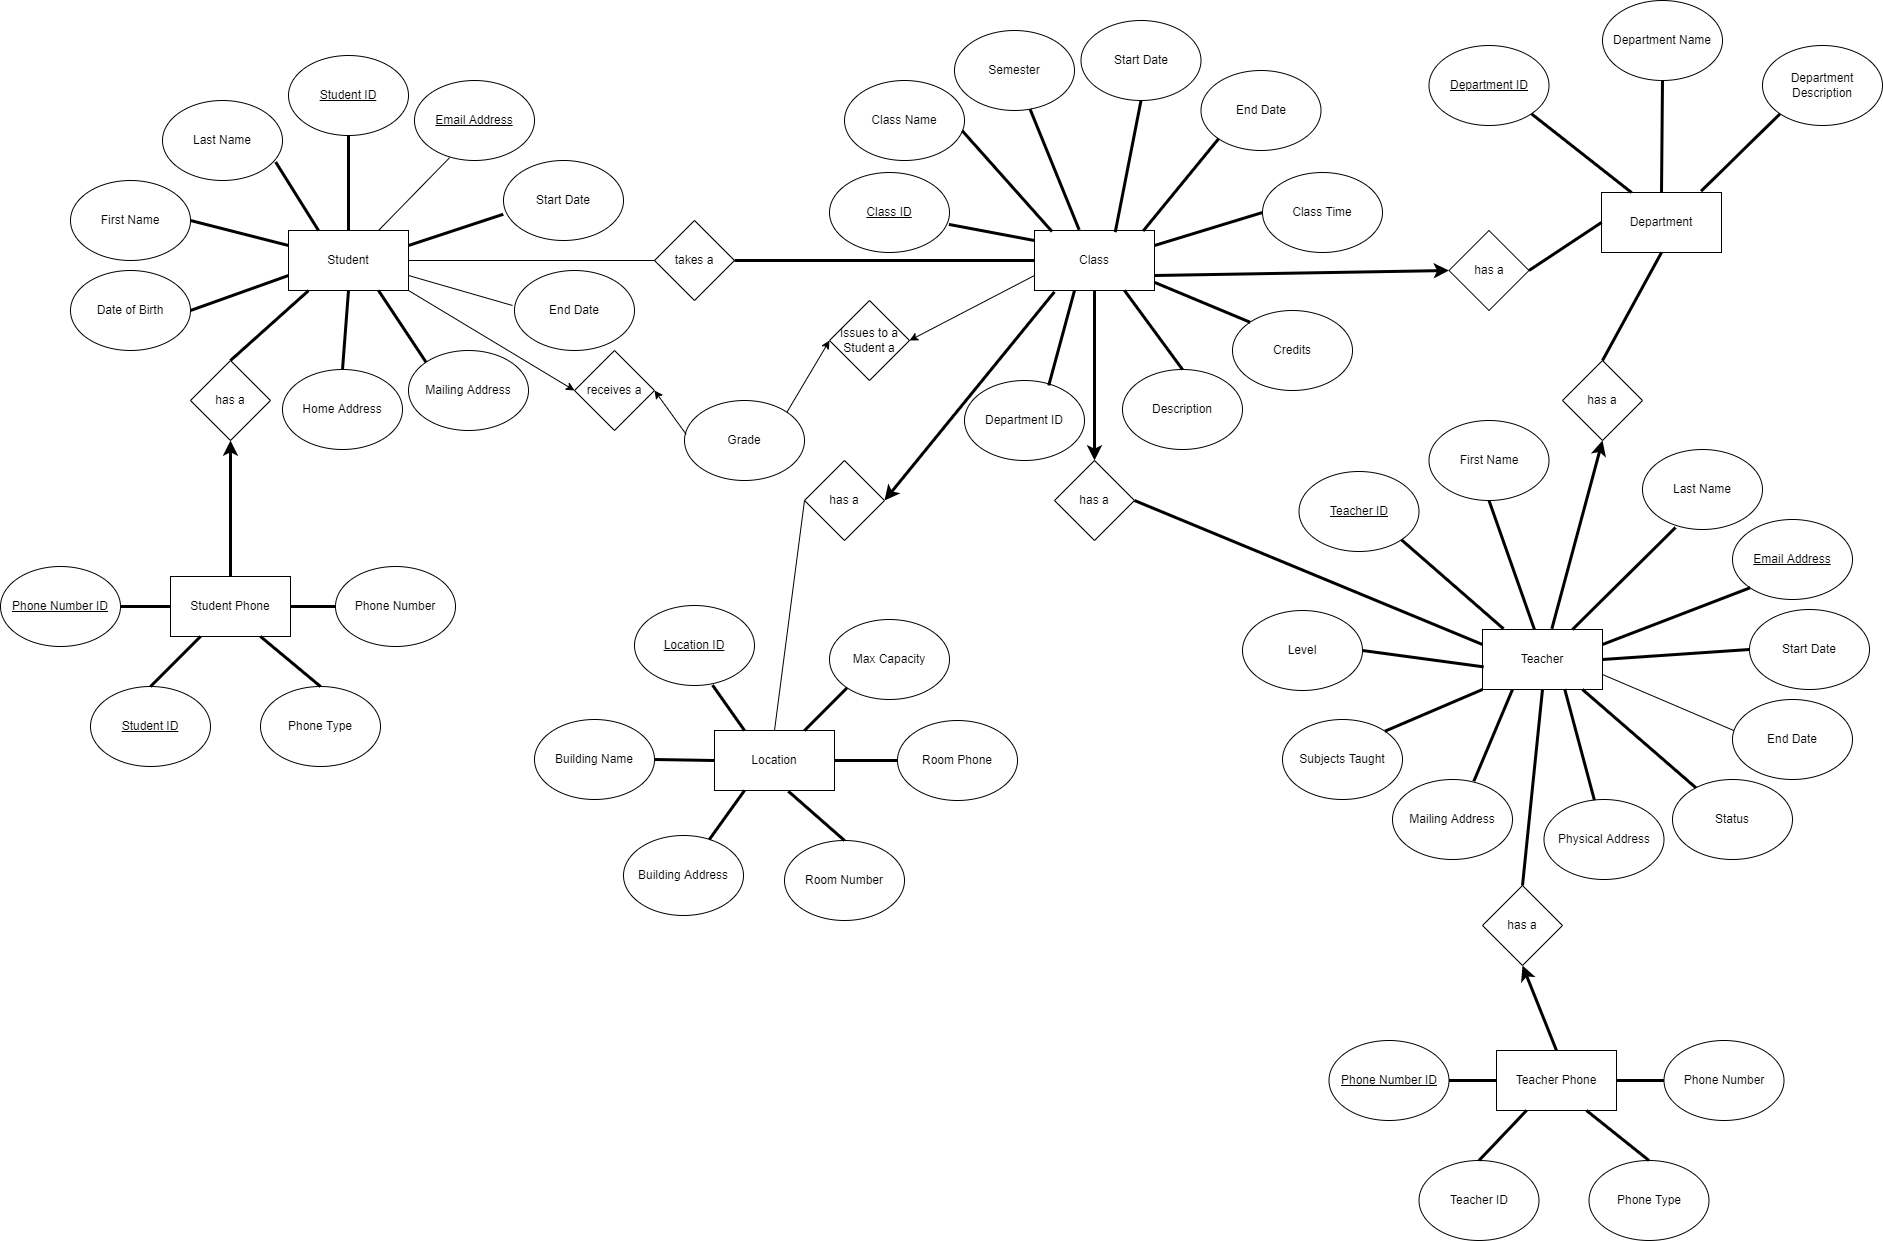 Department Name
Student ID
Email Address
Last Name
First Name
Start Date
Student
Date of Birth
End Date
Home Address
Mailing Address
has a
takes a
receives a
Issues to a
Student a
Grade
Class Name
Semester
Start Date
End Date
Class ID
Class Time
Class
Credits
Department ID
Description
has a
has a
has a
Department ID
Department
Description
Department
has a
Phone Number ID
Student Phone
Phone Number
Student ID
Phone Type
Location ID
Max Capacity
Building Name
Location
Room Phone
Building Address
Room Number
First Name
Teacher ID
Last Name
Email Address
Level
Teacher
Start Date
Subjects Taught
End Date
Mailing Address
Physical Address
Status
has a
Phone Number ID
Teacher Phone
Phone Number
Teacher ID
Phone Type